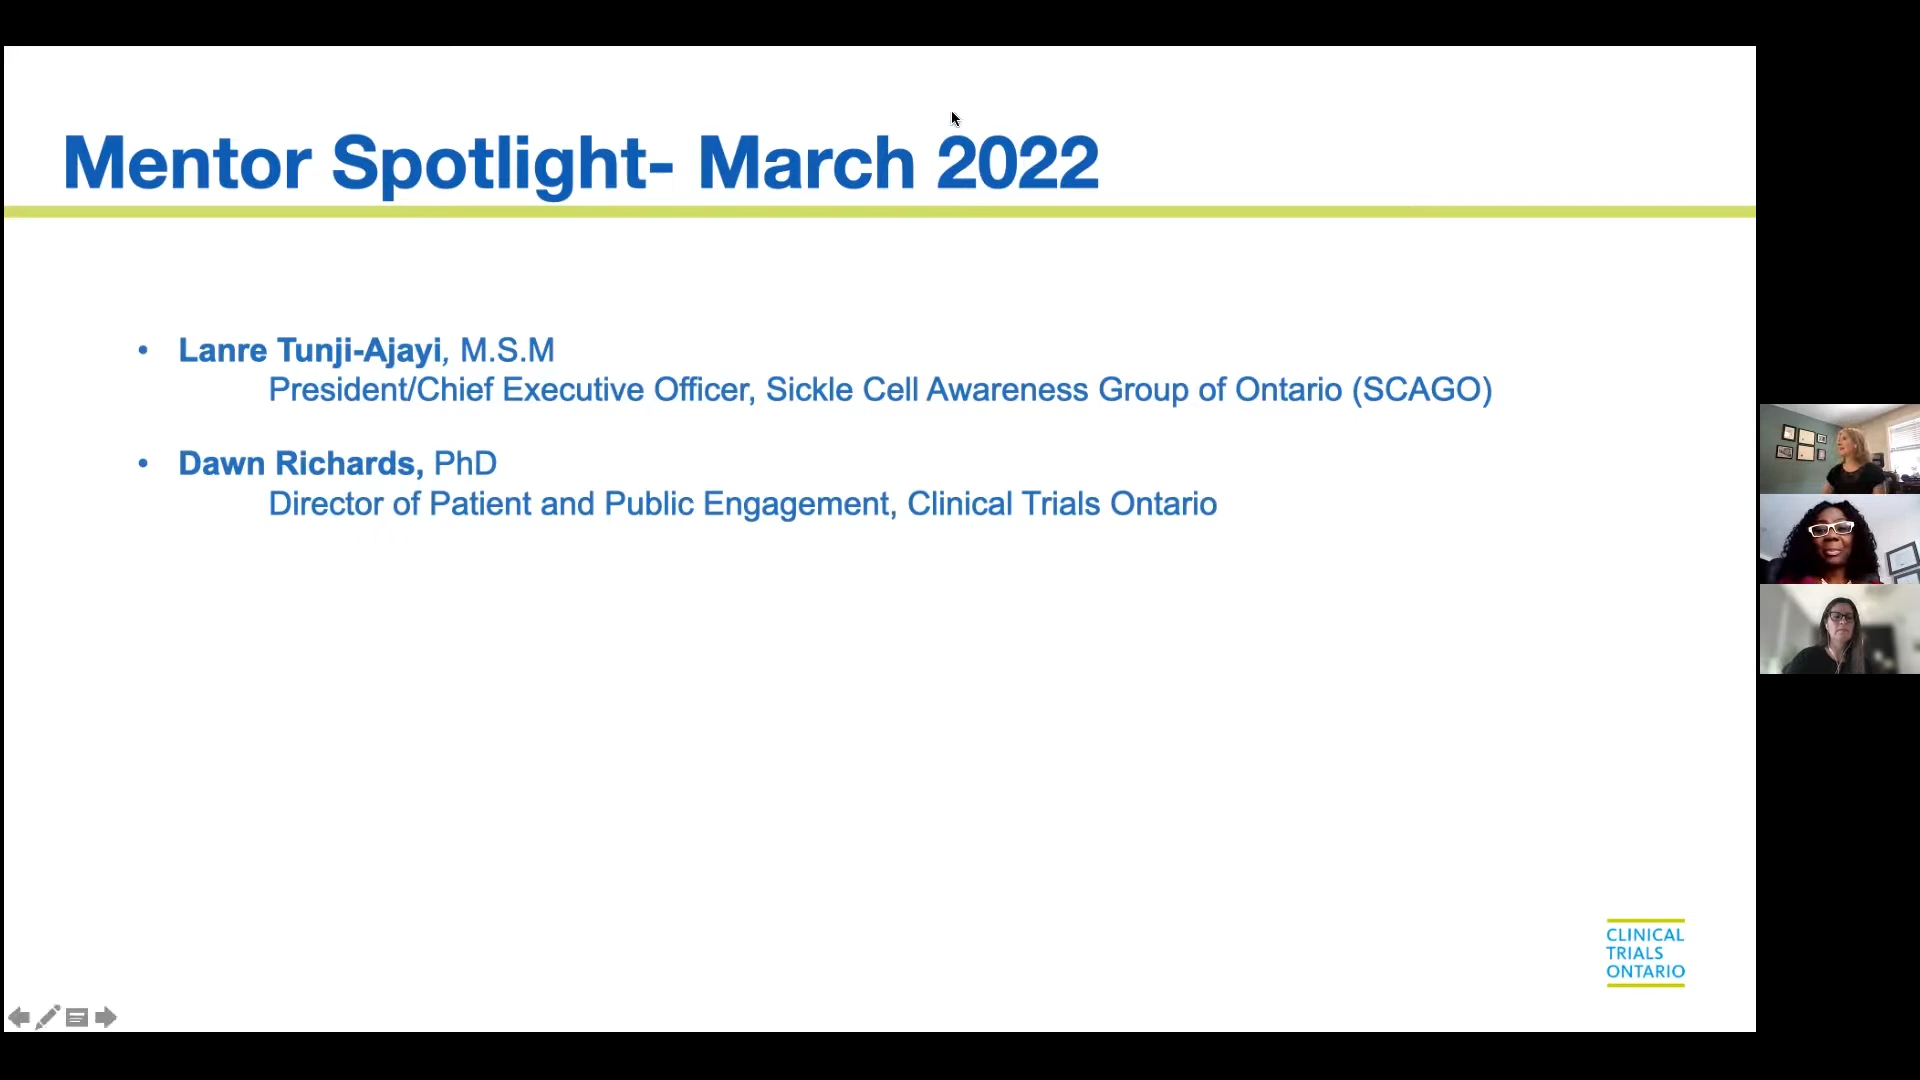 Mentor Spotlight- March 2022
• Lanre Tunji-Ajayi, M.S.M
President/Chief Executive Officer, Sickle Cell Awareness Group of Ontario (SCAGO)
• Dawn Richards, PhD
Director of Patient and Public Engagement, Clinical Trials Ontario
CLINICAL
TRIALS
ONTARIO